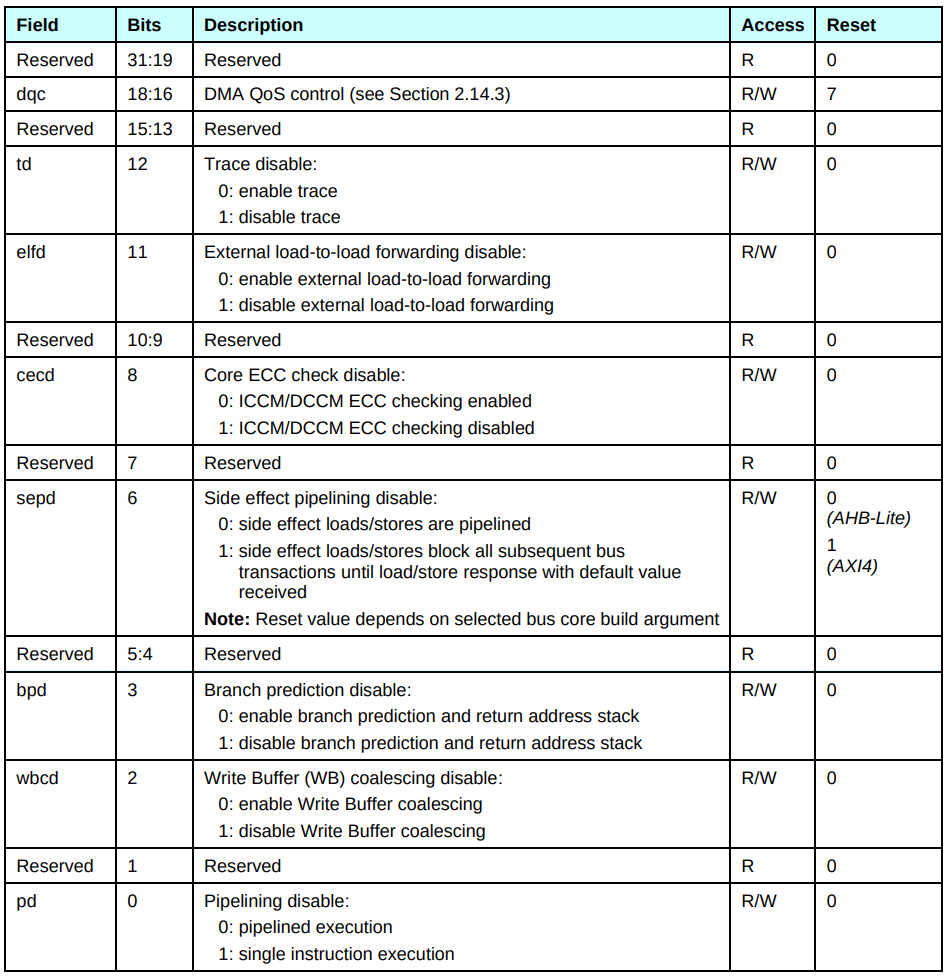 Field Bits Description Access Reset
Reserved 31:19 Reserved R 0
dqc 18:16 DMA QoS control (see Section 2.14.3) R/W 7
Reserved 15:13 Reserved R 0
td 12 Trace disable: R/W 0
0: enable trace
1: disable trace
elfd 11 External load-to-load forwarding disable: R/W 0
0: enable external load-to-load forwarding
1: disable external load-to-load forwarding
Reserved 10:9 Reserved R 0
cecd 8 Core ECC check disable: R/W 0
0: ICCM/DCCM ECC checking enabled
1: ICCM/DCCM ECC checking disabled
Reserved 7 Reserved R 0
sepd 6 Side effect pipelining disable: R/W 0
0: side effect loads/stores are pipelined (AHB-Lite)
1: side effect loads/stores block all subsequent bus 1
transactions until load/store response with default value (AXI4)
received
Note: Reset value depends on selected bus core build argument
Reserved 5:4 Reserved R 0
bpd 3 Branch prediction disable: R/W 0
0: enable branch prediction and return address stack
1: disable branch prediction and return address stack
wbcd 2 Write Buffer (WB) coalescing disable: R/W 0
0: enable Write Buffer coalescing
1: disable Write Buffer coalescing
Reserved 1 Reserved R 0
pd 0 Pipelining disable: R/W 0
0: pipelined execution
1: single instruction execution